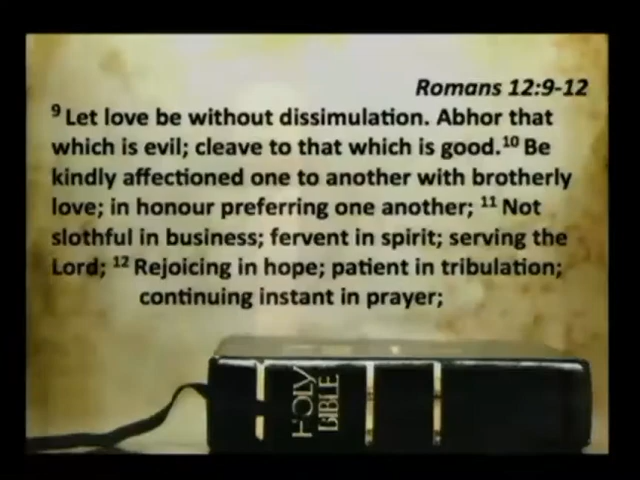 Romans 12:9-12
9 Let love be without dissimulation. Abhor that
which is evil; cleave to that which is good.10 Be
kindly affectioned one to another with brotherly
love; in honour preferring one another; 11 Not
slothful in business; fervent in spirit; serving the
Lord; 12 Rejoicing in hope; patient in tribulation;
continuing instant in prayer;
HOLY
BIBLE